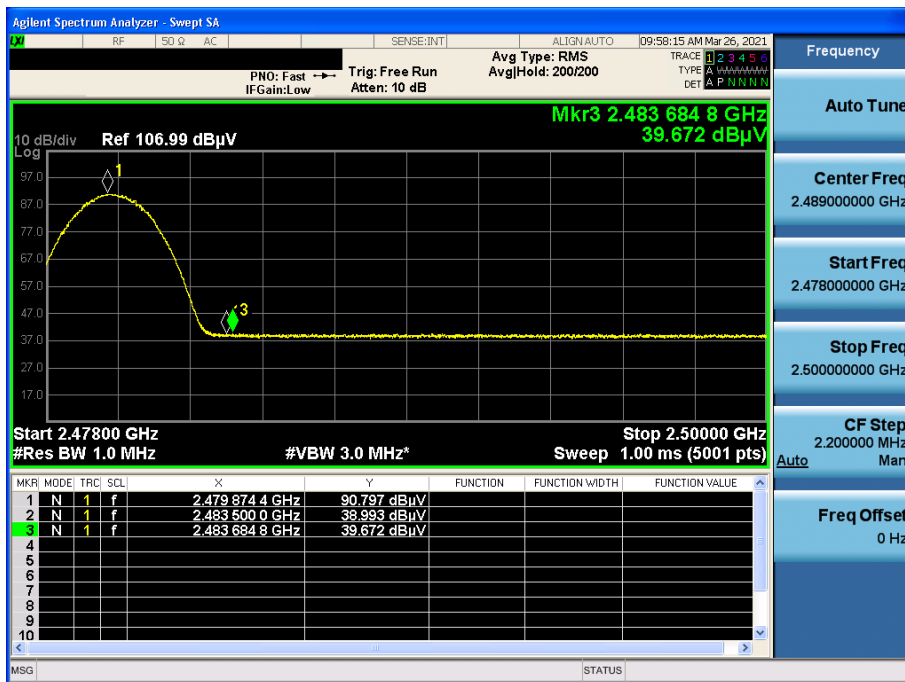 Agilent Spectrum Analyzer - Swept SA
LXI RF 50 Ω AC SENSE:INT ALIGN AUTO 09:58:15 AM Mar 26, 2021
PNO: Fast Trig: Free Run Avg Type: RMS TRACE 1 2 3 4 5 6
IFGain:Low Atten: 10 dB Avg|Hold: 200/200 TYPE A WWWWW
DET A P N N N N
Mkr3 2.483 684 8 GHz
39.672 dBµV
10 dB/div Ref 106.99 dBµV
Log
97.0
87.0
77.0
67.0
57.0
47.0
37.0
27.0
17.0
1
3
Start 2.47800 GHz Stop 2.50000 GHz
#Res BW 1.0 MHz #VBW 3.0 MHz* Sweep 1.00 ms (5001 pts)
MKR MODE TRC SCL X Y FUNCTION FUNCTION WIDTH FUNCTION VALUE
1 N 1 f 2.479 874 4 GHz 90.797 dBµV
2 N 1 f 2.483 500 0 GHz 38.993 dBµV
3 N 1 f 2.483 684 8 GHz 39.672 dBµV
4
5
6
7
8
9
10
MSG STATUS
Frequency
Auto Tune
Center Freq
2.489000000 GHz
Start Freq
2.478000000 GHz
Stop Freq
2.500000000 GHz
CF Step
2.200000 MHz
Auto Man
Freq Offset
0 Hz